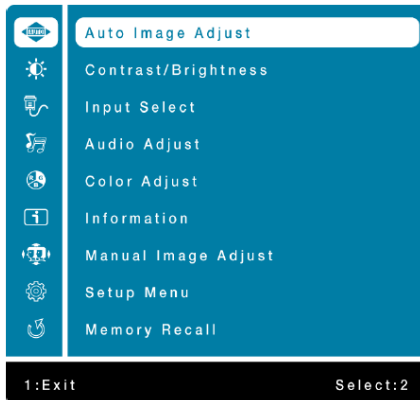 Auto Image Adjust
Contrast/Brightness
Input Select
Audio Adjust
Color Adjust
Information
Manual Image Adjust
Setup Menu
Memory Recall
1:Exit Select:2